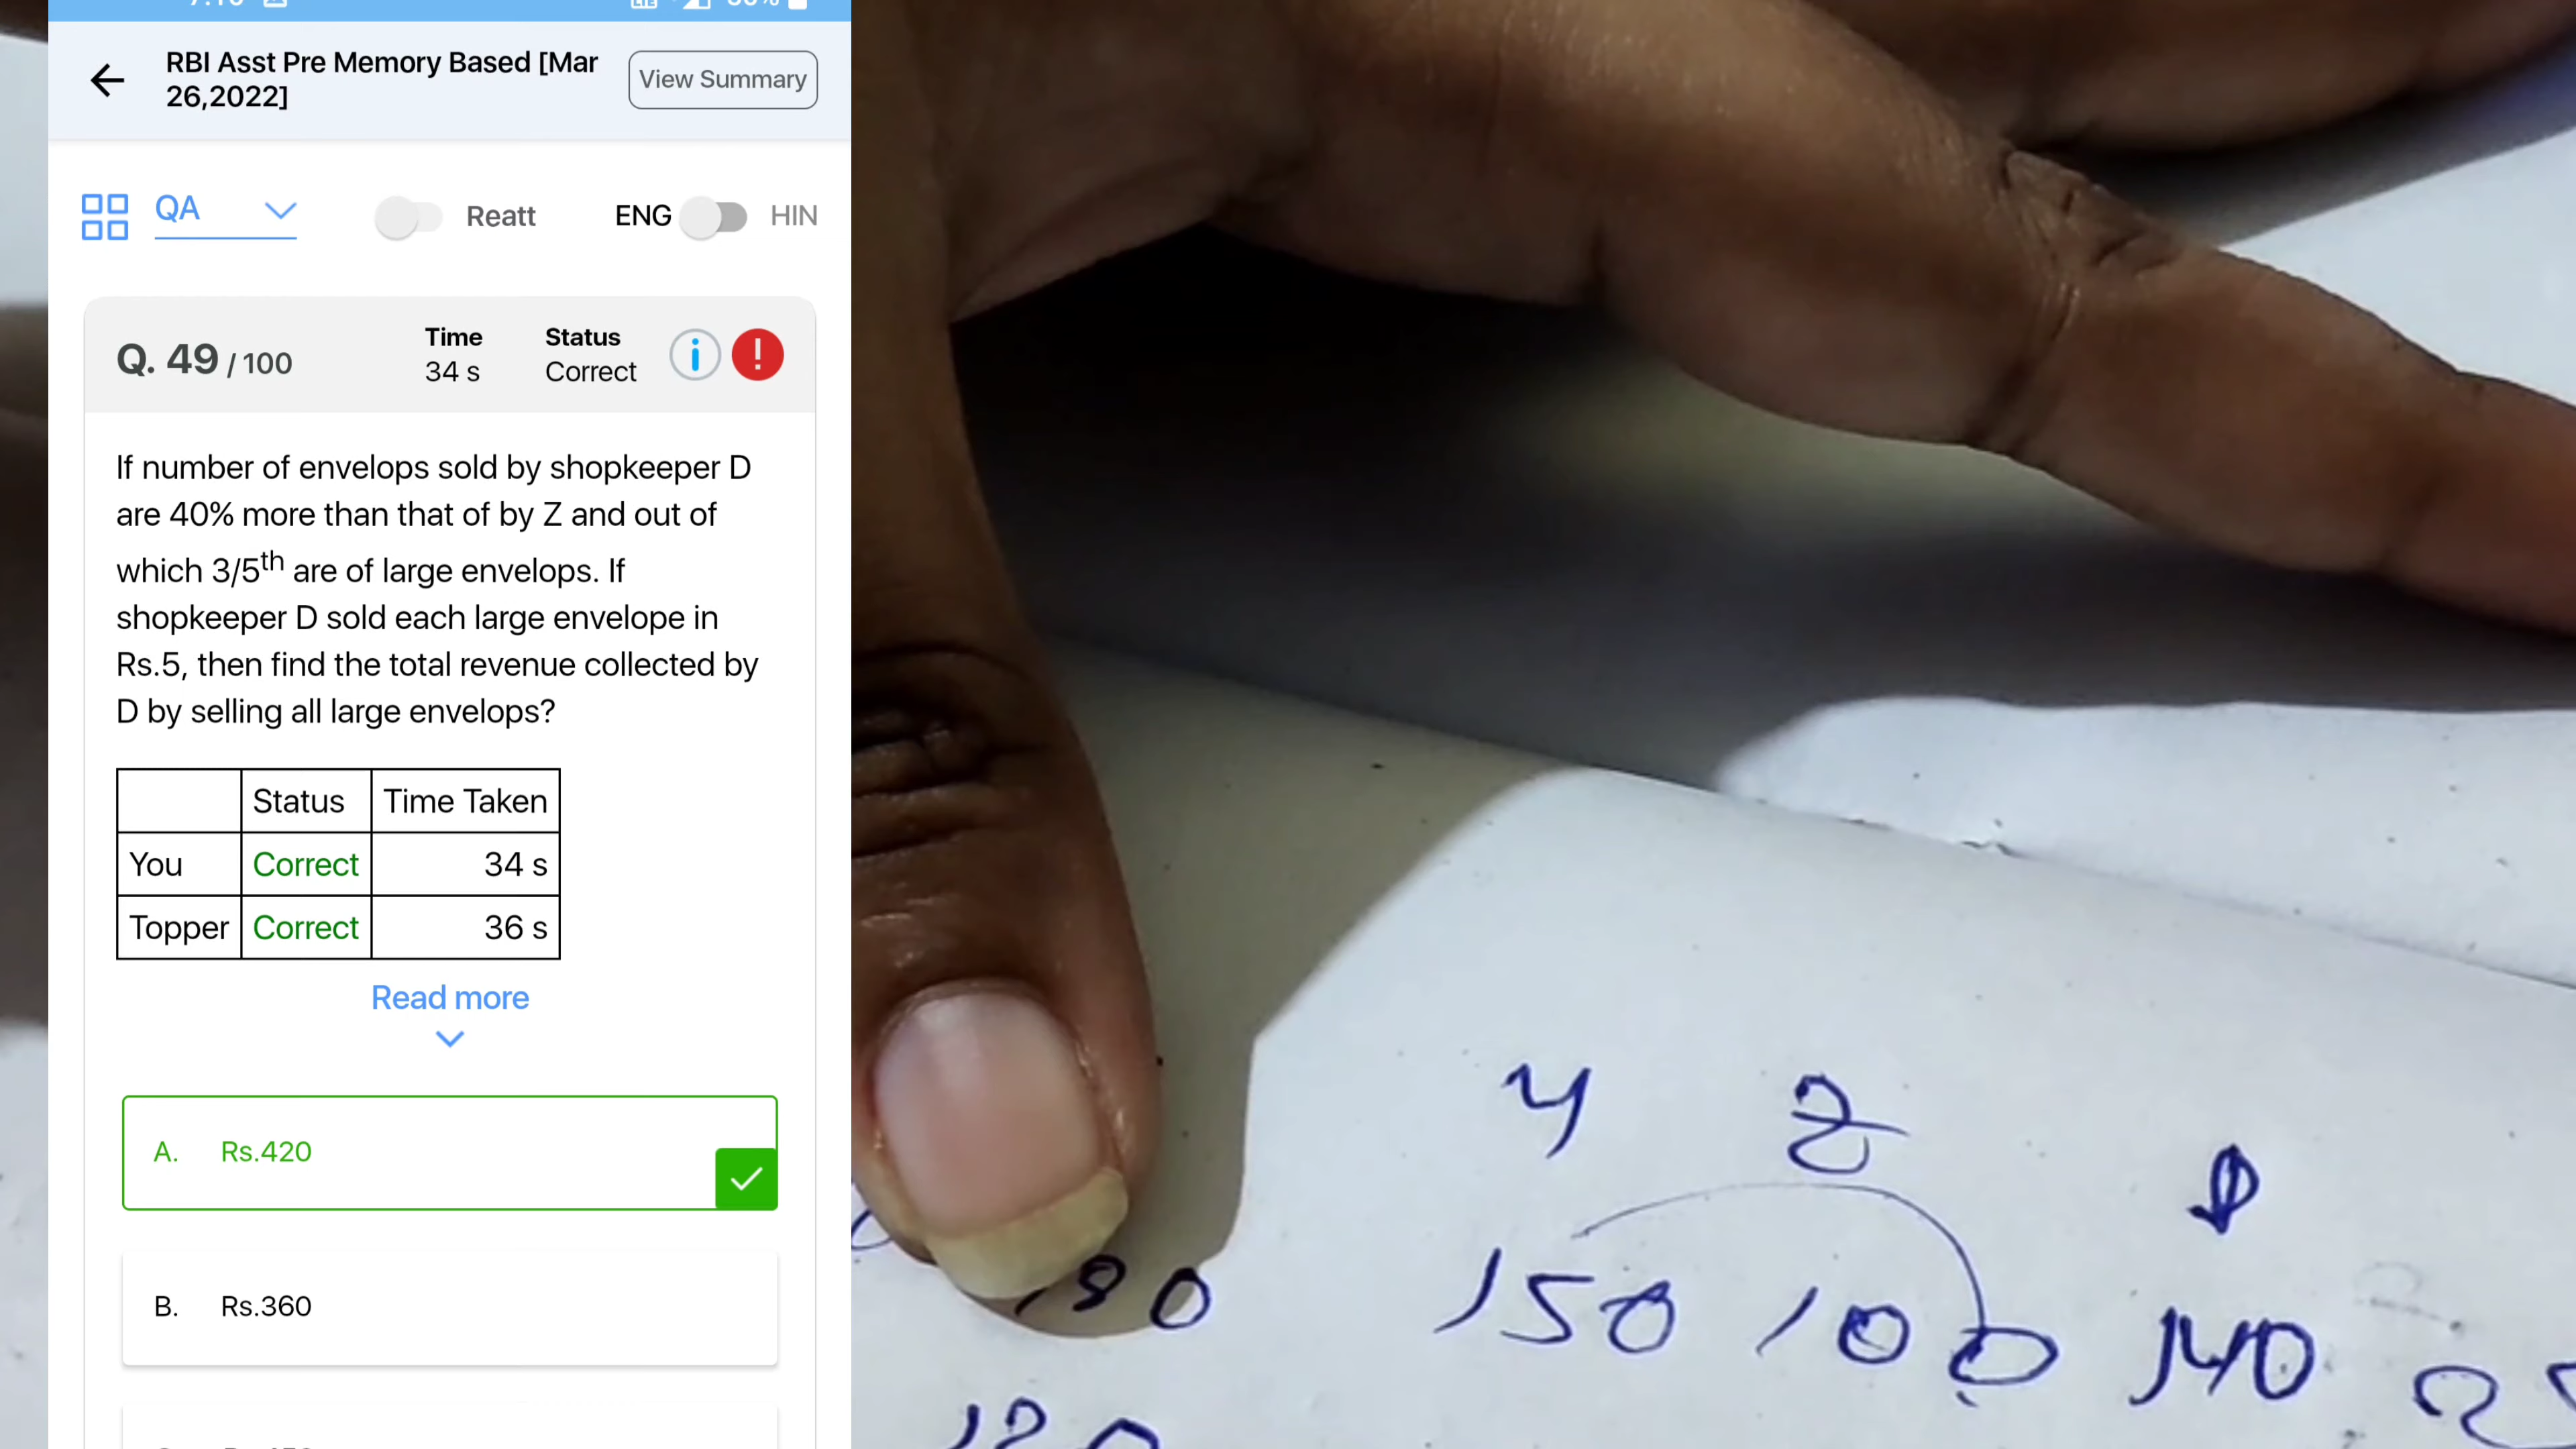 RBI Asst Pre Memory Based [Mar
26,2022]
View Summary
QA
Reatt
ENG
HIN
Q. 49 / 100
Time
34 s
Status
Correct
If number of envelops sold by shopkeeper D
are 40% more than that of by Z and out of
which 3/5th are of large envelops. If
shopkeeper D sold each large envelope in
Rs.5, then find the total revenue collected by
D by selling all large envelops?
Status Time Taken
You Correct 34 s
Topper Correct 36 s
Read more
A. Rs.420
B. Rs.360
y z
D
150 100 140